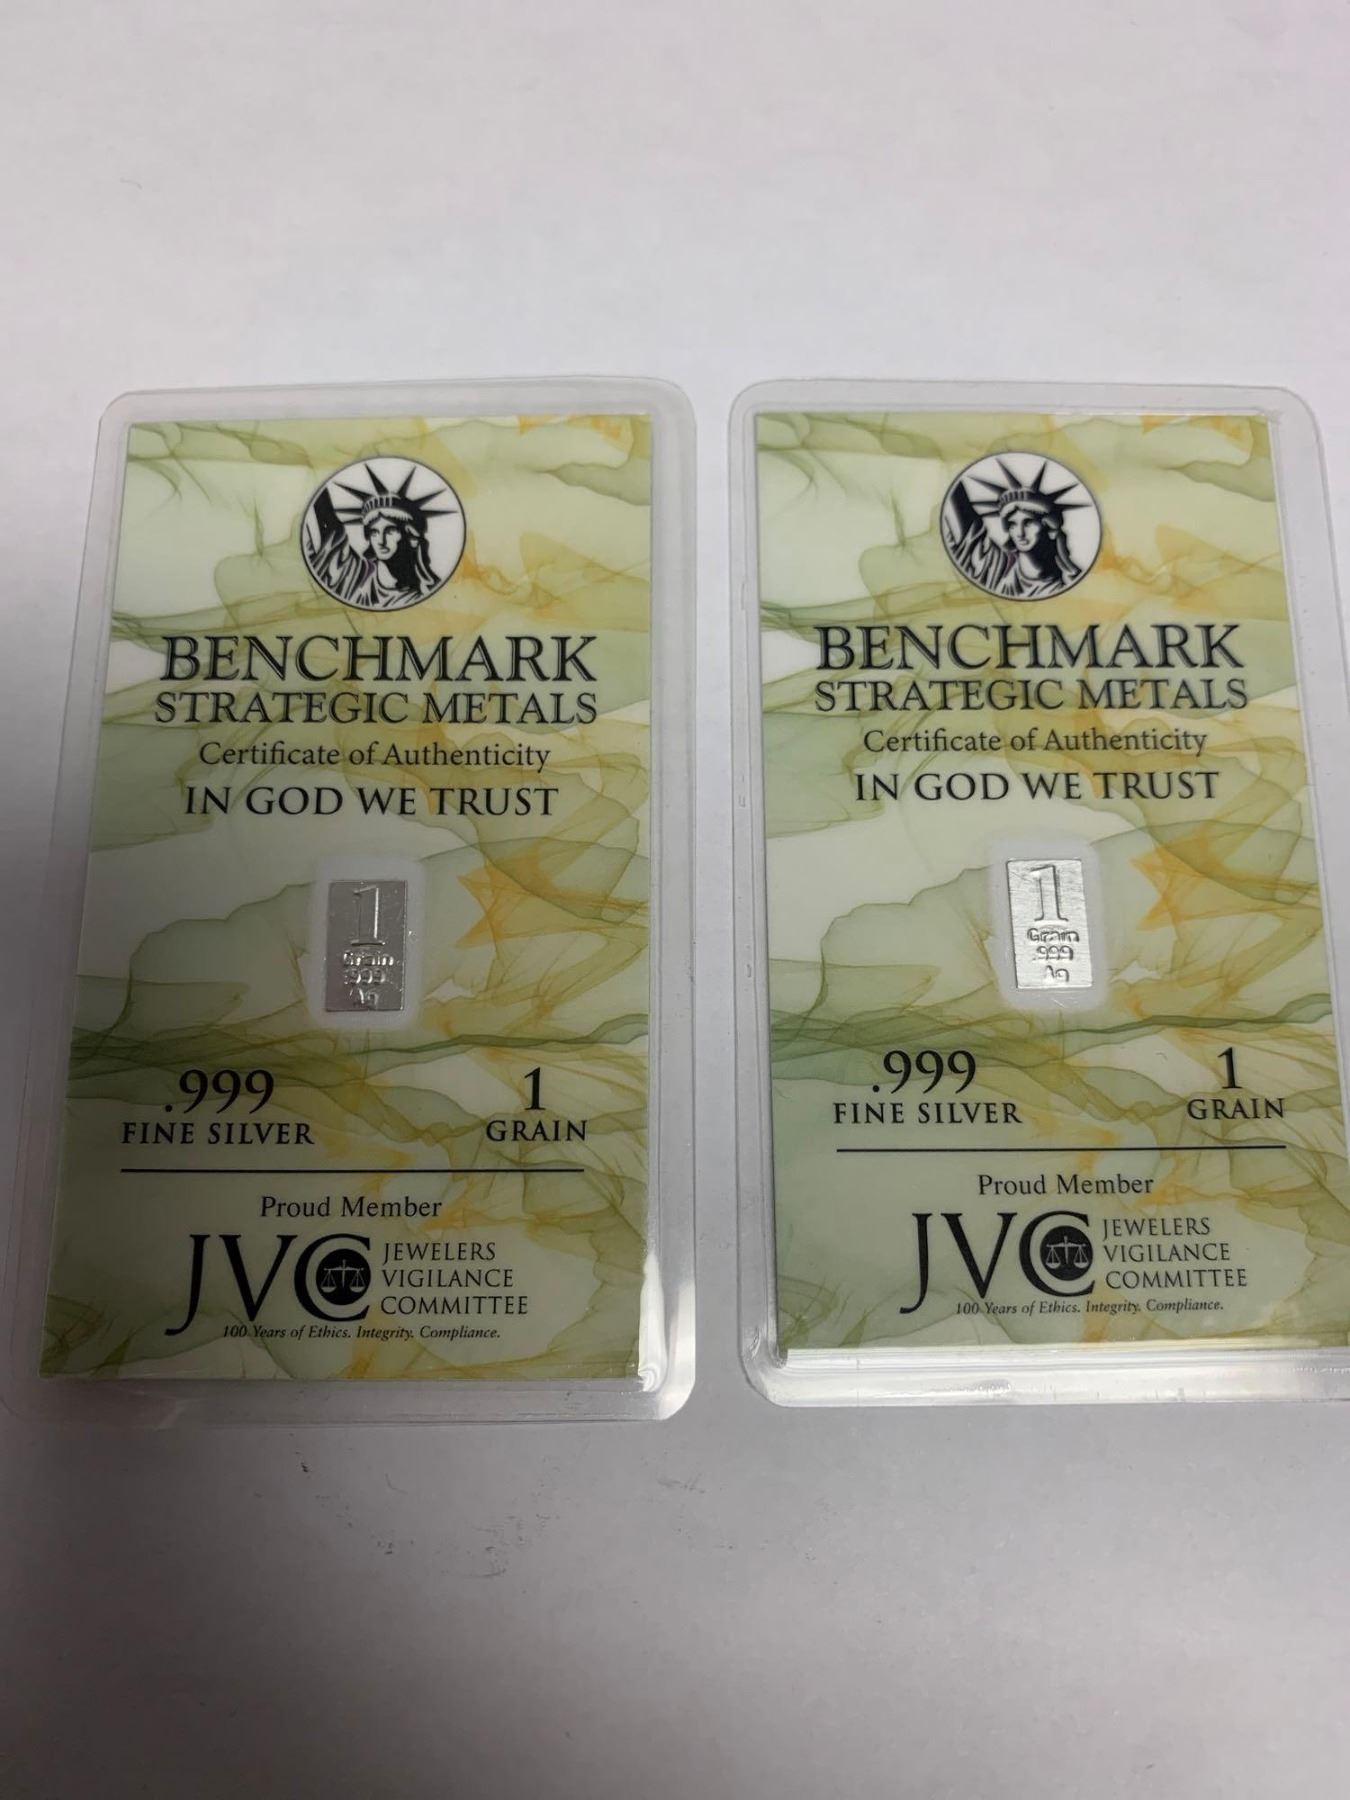 BENCHMARK
STRATEGIC METALS
Certificate of Authenticity
IN GOD WE TRUST
1
Grain
.999
Ag
.999
FINE SILVER
1
GRAIN
Proud Member
JVC
JEWELERS
VIGILANCE
COMMITTEE
100 Years of Ethics. Integrity. Compliance.
BENCHMARK
STRATEGIC METALS
Certificate of Authenticity
IN GOD WE TRUST
1
Grain
.999
Ag
.999
FINE SILVER
1
GRAIN
Proud Member
JVC
JEWELERS
VIGILANCE
COMMITTEE
100 Years of Ethics. Integrity. Compliance.